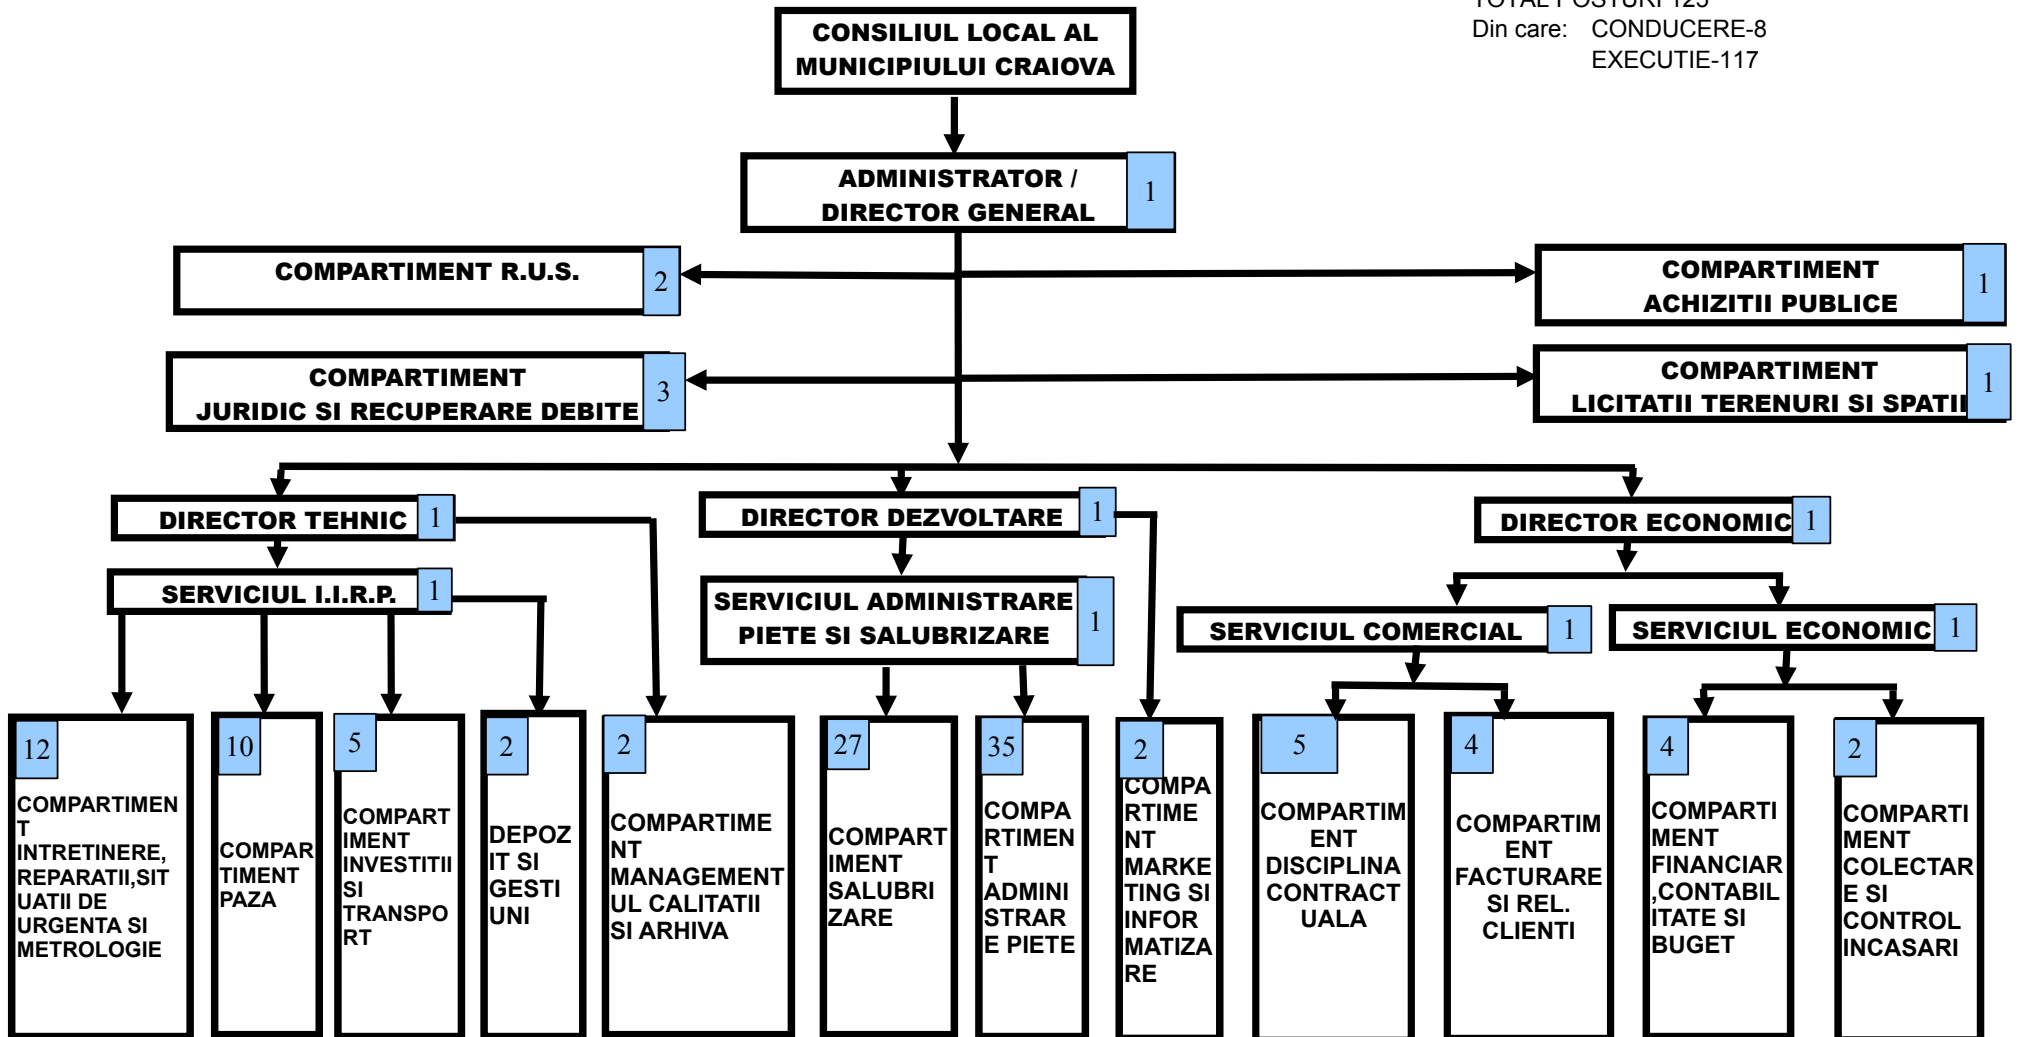 TOTAL POSTURI 125
Din care: CONDUCERE-8
EXECUTIE-117
CONSILIUL LOCAL AL
MUNICIPIULUI CRAIOVA
ADMINISTRATOR /
DIRECTOR GENERAL
1
COMPARTIMENT R.U.S.
2
COMPARTIMENT
ACHIZITII PUBLICE
1
COMPARTIMENT
JURIDIC SI RECUPERARE DEBITE
3
COMPARTIMENT
LICITATII TERENURI SI SPATII
1
DIRECTOR TEHNIC
1
DIRECTOR DEZVOLTARE
1
DIRECTOR ECONOMIC
1
SERVICIUL I.I.R.P.
1
SERVICIUL ADMINISTRARE
PIETE SI SALUBRIZARE
1
SERVICIUL COMERCIAL
1
SERVICIUL ECONOMIC
1
12
COMPARTIMEN
T
INTRETINERE,
REPARATII,SIT
UATII DE
URGENTA SI
METROLOGIE
10
COMPAR
TIMENT
PAZA
5
COMPART
IMENT
INVESTITII
SI
TRANSPO
RT
2
DEPOZ
IT SI
GESTI
UNI
2
COMPARTIME
NT
MANAGEMENT
UL CALITATII
SI ARHIVA
27
COMPART
IMENT
SALUBRI
ZARE
35
COMPA
RTIMEN
T
ADMINI
STRAR
E PIETE
2
COMPA
RTIME
NT
MARKE
TING SI
INFOR
MATIZA
RE
5
COMPARTIM
ENT
DISCIPLINA
CONTRACT
UALA
4
COMPARTIM
ENT
FACTURARE
SI REL.
CLIENTI
4
COMPARTI
MENT
FINANCIAR
,CONTABIL
ITATE SI
BUGET
2
COMPARTI
MENT
COLECTAR
E SI
CONTROL
INCASARI